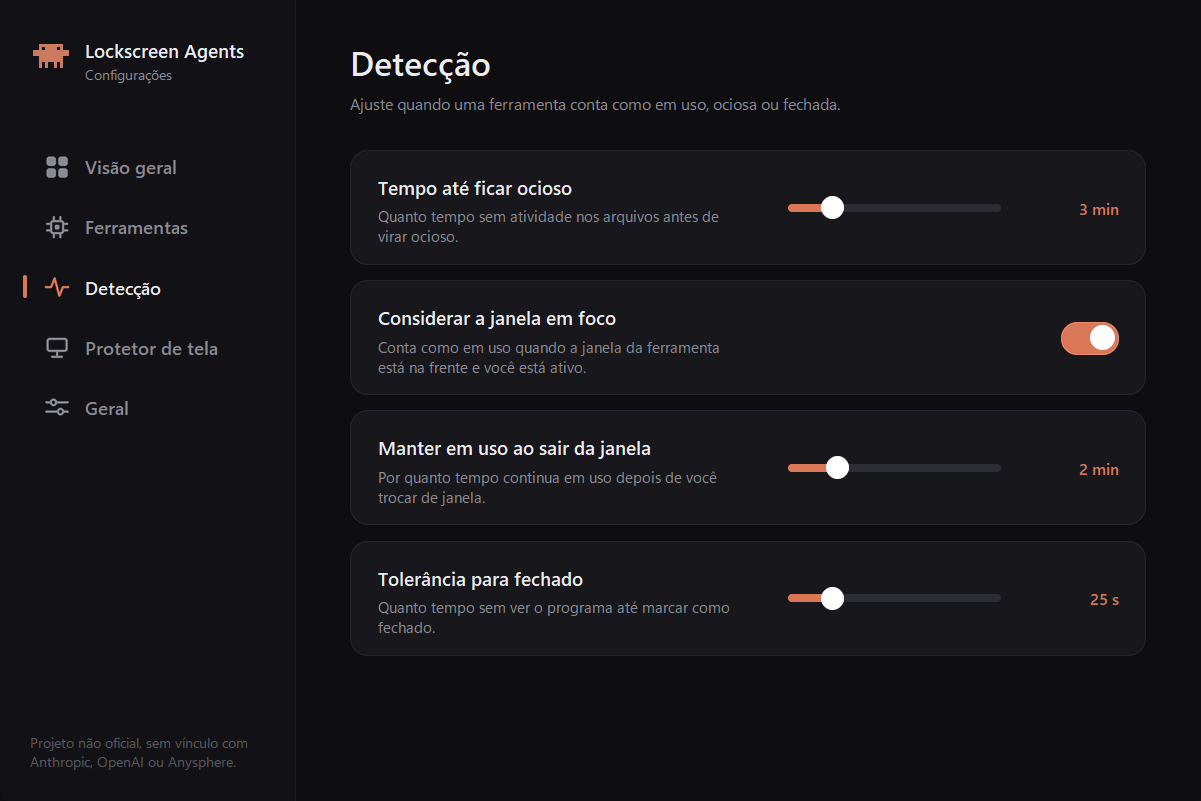 Lockscreen Agents
Configurações
Visão geral
Ferramentas
Detecção
Protetor de tela
Geral
Projeto não oficial, sem vínculo com
Anthropic, OpenAI ou Anysphere.
Detecção
Ajuste quando uma ferramenta conta como em uso, ociosa ou fechada.
Tempo até ficar ocioso
Quanto tempo sem atividade nos arquivos antes de
virar ocioso.
3 min
Considerar a janela em foco
Conta como em uso quando a janela da ferramenta
está na frente e você está ativo.
Manter em uso ao sair da janela
Por quanto tempo continua em uso depois de você
trocar de janela.
2 min
Tolerância para fechado
Quanto tempo sem ver o programa até marcar como
fechado.
25 s